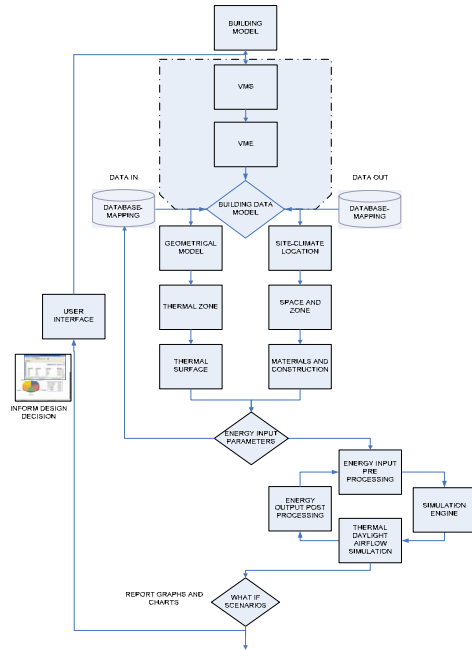 BUILDING
MODEL
VMS
VME
DATA IN
DATA OUT
DATABASE-
MAPPING
BUILDING DATA
MODEL
DATABASE-
MAPPING
GEOMETRICAL
MODEL
SITE-CLIMATE
LOCATION
THERMAL ZONE
SPACE AND
ZONE
USER
INTERFACE
THERMAL
SURFACE
MATERIALS AND
CONSTRUCTION
INFORM DESIGN
DECISION
ENERGY INPUT
PARAMETERS
ENERGY INPUT
PRE
PROCESSING
ENERGY
OUTPUT POST
PROCESSING
SIMULATION
ENGINE
THERMAL
DAYLIGHT
AIRFLOW
SIMULATION
REPORT GRAPHS AND
CHARTS
WHAT IF
SCENARIOS